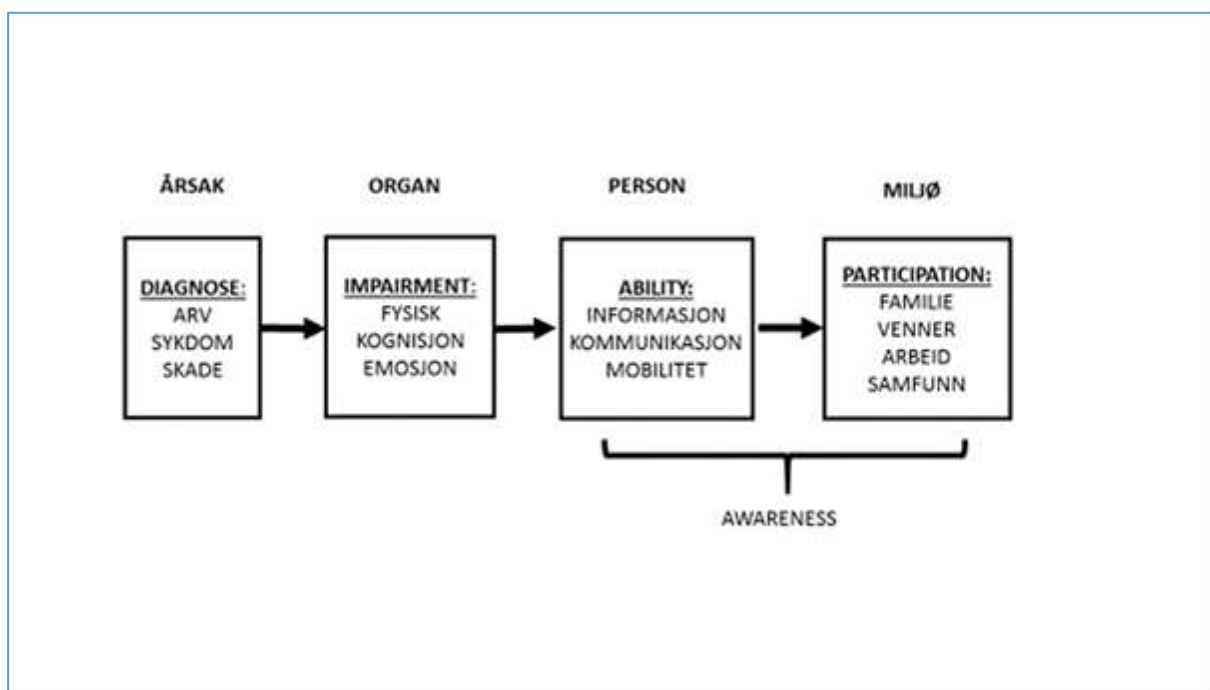 ÅRSAK
ORGAN
PERSON
MILJØ
DIAGNOSE:
ARV
SYKDOM
SKADE
IMPAIRMENT:
FYSISK
KOGNISJON
EMOSJON
ABILITY:
INFORMASJON
KOMMUNIKASJON
MOBILITET
PARTICIPATION:
FAMILIE
VENNER
ARBEID
SAMFUNN
AWARENESS